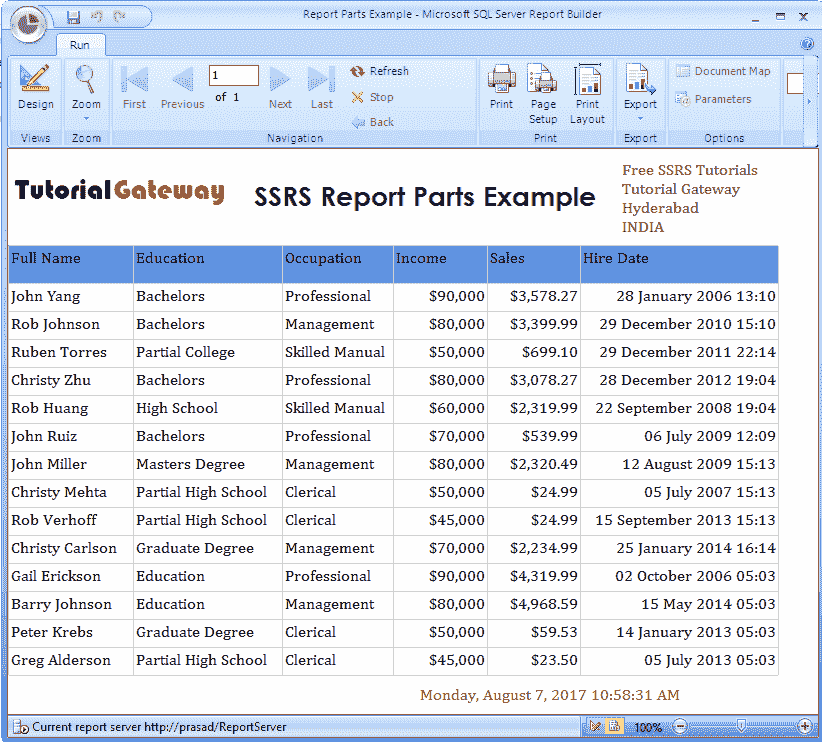 Report Parts Example - Microsoft SQL Server Report Builder
Run
Design
Zoom
First
Previous
1
of 1
Next
Last
Refresh
Stop
Back
Print
Page Setup
Print Layout
Export
Document Map
Parameters
Views
Zoom
Navigation
Print
Export
Options
TutorialGateway
SSRS Report Parts Example
Free SSRS Tutorials
Tutorial Gateway
Hyderabad
INDIA
Full Name Education Occupation Income Sales Hire Date
John Yang Bachelors Professional $90,000 $3,578.27 28 January 2006 13:10
Rob Johnson Bachelors Management $80,000 $3,399.99 29 December 2010 15:10
Ruben Torres Partial College Skilled Manual $50,000 $699.10 29 December 2011 22:14
Christy Zhu Bachelors Professional $80,000 $3,078.27 28 December 2012 19:04
Rob Huang High School Skilled Manual $60,000 $2,319.99 22 September 2008 19:04
John Ruiz Bachelors Professional $70,000 $539.99 06 July 2009 12:09
John Miller Masters Degree Management $80,000 $2,320.49 12 August 2009 15:13
Christy Mehta Partial High School Clerical $50,000 $24.99 05 July 2007 15:13
Rob Verhoff Partial High School Clerical $45,000 $24.99 15 September 2013 15:13
Christy Carlson Graduate Degree Management $70,000 $2,234.99 25 January 2014 16:14
Gail Erickson Education Professional $90,000 $4,319.99 02 October 2006 05:03
Barry Johnson Education Management $80,000 $4,968.59 15 May 2014 05:03
Peter Krebs Graduate Degree Clerical $50,000 $59.53 14 January 2013 05:03
Greg Alderson Partial High School Clerical $45,000 $23.50 05 July 2013 05:03
Monday, August 7, 2017 10:58:31 AM
Current report server http://prasad/ReportServer
100%